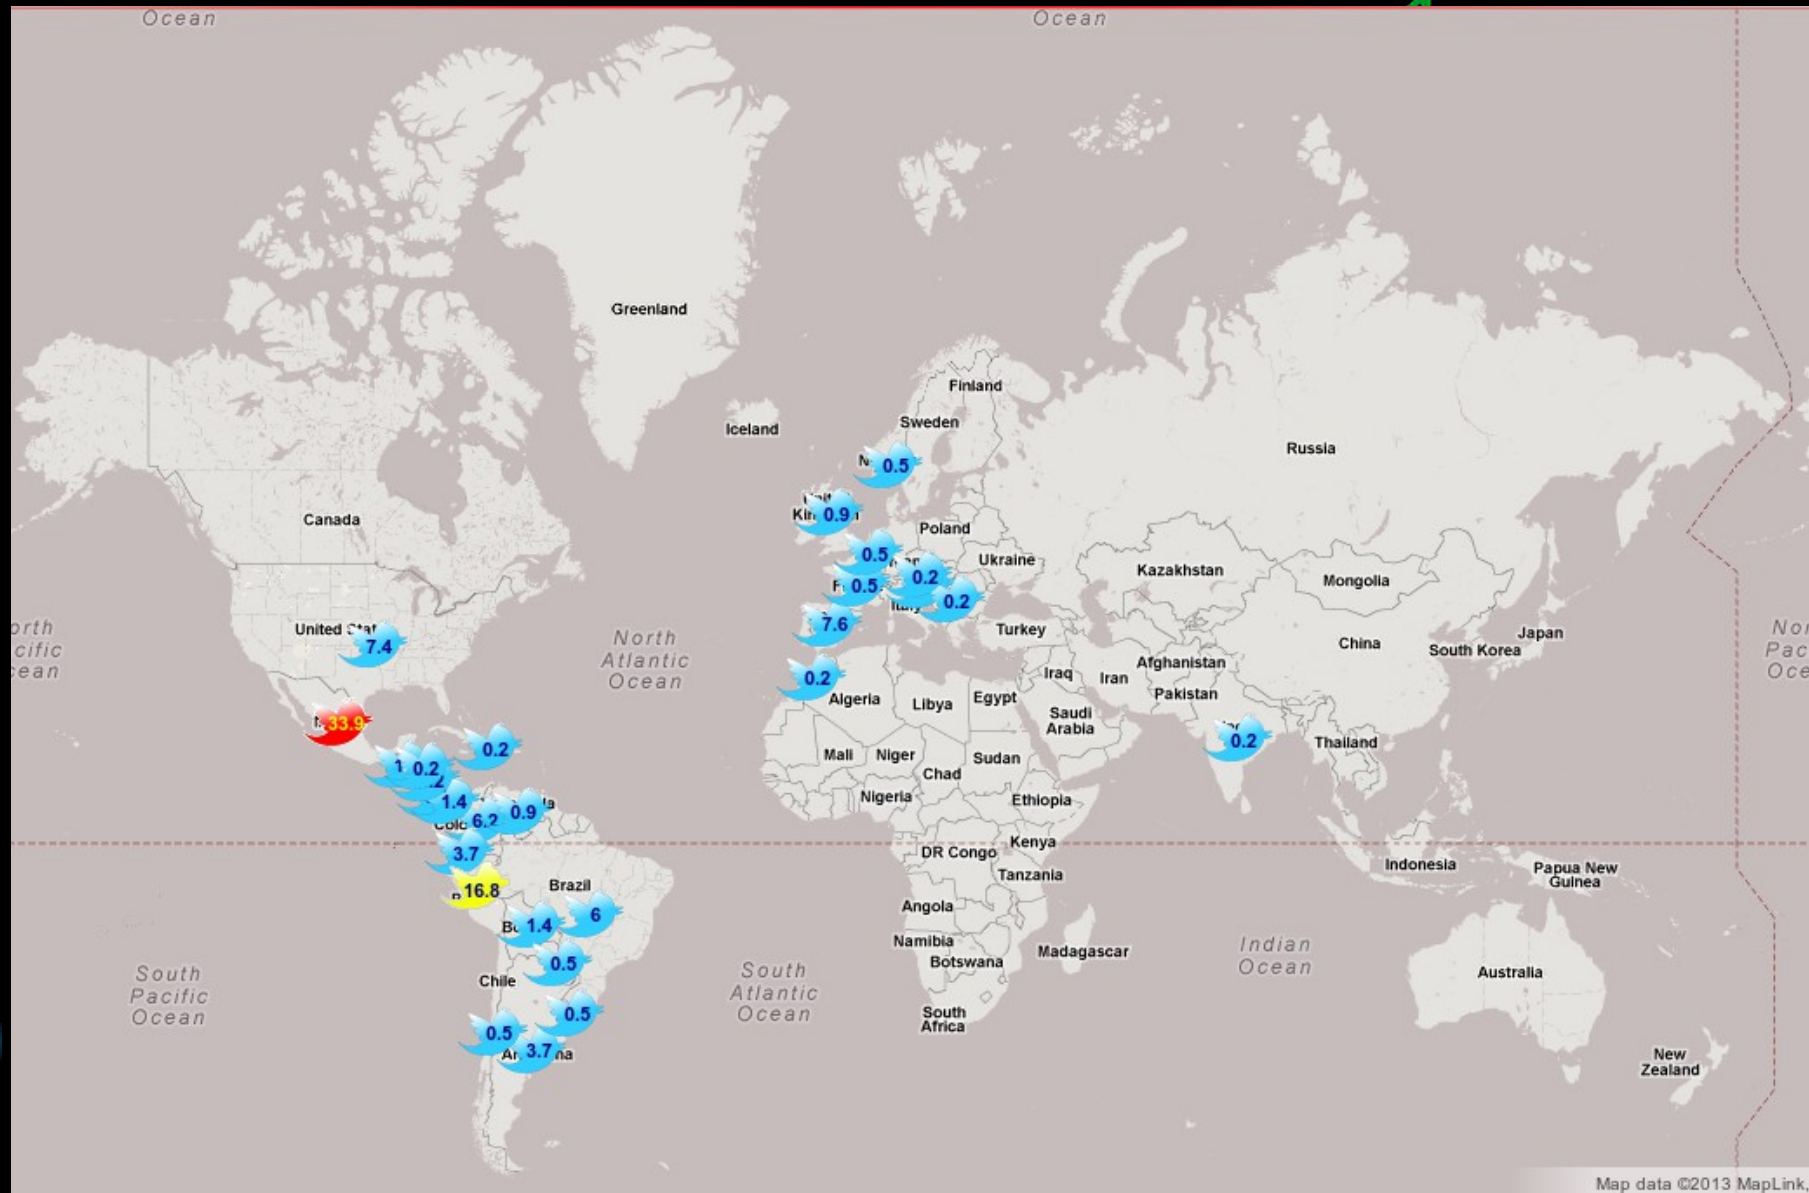 Ocean
Ocean
Greenland
Finland
Iceland
Sweden
Russia
0.5
Canada
0.9
Poland
0.5
Ukraine
Kazakhstan
Mongolia
0.2
0.5
0.2
7.6
Turkey
China
Japan
South Korea
United
7.4
North
Atlantic
Ocean
Afghanistan
Iraq
Iran
Pakistan
0.2
Algeria
Libya
Egypt
Saudi
Arabia
33.9
0.2
0.2
Thailand
0.2
Mali
Niger
Sudan
Chad
1.4
Nigeria
Ethiopia
6.2
0.9
3.7
DR Congo
Kenya
Indonesia
Papua New
Guinea
Tanzania
16.8
Brazil
Angola
1.4
6
Namibia
Botswana
Madagascar
Indian
Ocean
0.5
Chile
South
Pacific
Ocean
South
Atlantic
Ocean
Australia
South
Africa
0.5
0.5
3.7
New
Zealand
Map data ©2013 MapLink,